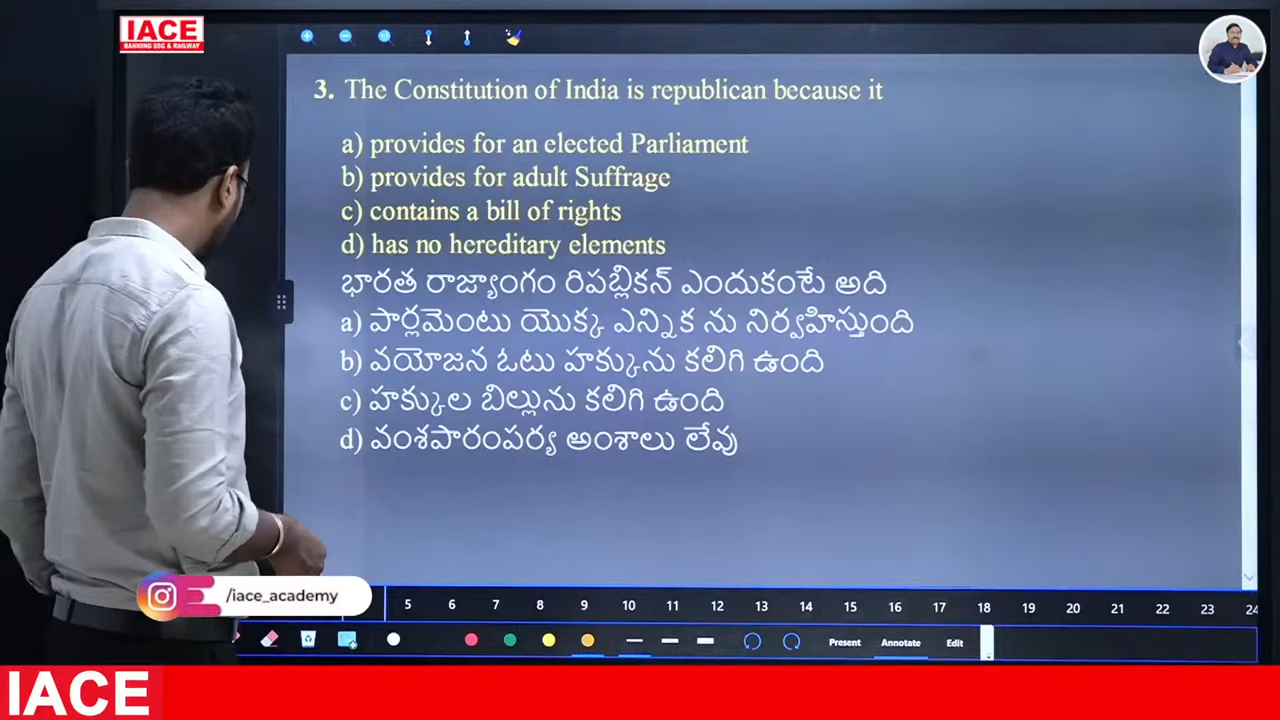 IACE
BANKING SSC & RAILWAY
3. The Constitution of India is republican because it
a) provides for an elected Parliament
b) provides for adult Suffrage
c) contains a bill of rights
d) has no hereditary elements
భారత రాజ్యాంగం రిపబ్లికన్ ఎందుకంటే అది
a) పార్లమెంటు యొక్క ఎన్నిక ను నిర్వహిస్తుంది
b) వయోజన ఓటు హక్కును కలిగి ఉంది
c) హక్కుల బిల్లును కలిగి ఉంది
d) వంశపారంపర్య అంశాలు లేవు
/iace_academy
5 6 7 8 9 10 11 12 13 14 15 16 17 18 19 20 21 22 23 24
Present Annotate Edit
IACE